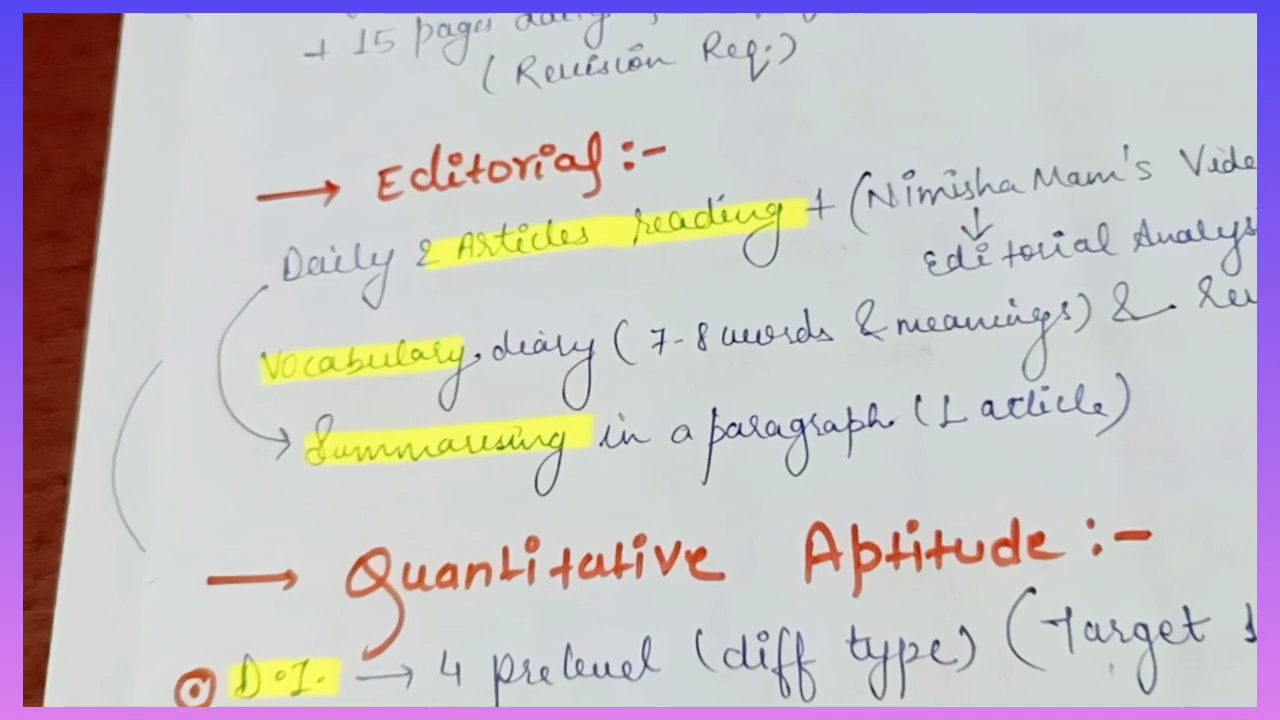 + 15 pages daily
(Revision Req.)
→ Editorial :-
Daily 2 Articles reading + (Nimisha Mam's Vide
↓
Editorial Analys
Vocabulary diary (7-8 words & meanings) &
→ Summarising in a paragraph (1 article)
→ Quantitative Aptitude :-
D.I. → 4 prelevel (diff type) (Target